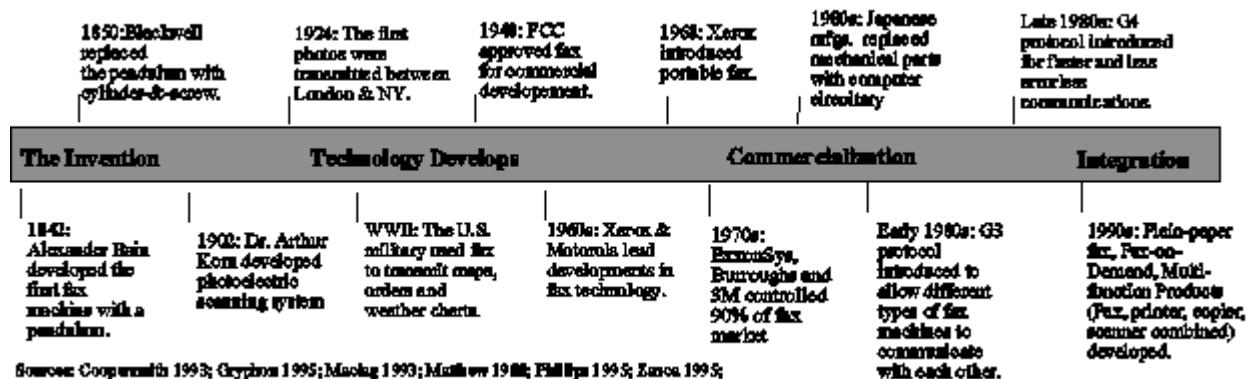 1850: Blackwell
replaced
the pendulum with
cylinder-&-screw.
1924: The first
photos were
transmitted between
London & NY.
1948: FCC
approved fax
for commercial
developement.
1968: Xerox
introduced
portable fax.
1980s: Japanese
mfgs. replaced
mechanical parts
with computer
circuitry
Late 1980s: G4
protocol introduced
for faster and less
errorless
communications.
The Invention
Technology Develops
Commercialization
Integration
1842:
Alexander Bain
developed the
first fax
machine with a
pendulum.
1902: Dr. Arthur
Korn developed
photoelectric
scanning system
WWII: The U.S.
military used fax
to transmit maps,
orders and
weather charts.
1960s: Xerox &
Motorola lead
developments in
fax technology.
1970s:
ExxonSys,
Burroughs and
3M controlled
90% of fax
market
Early 1980s: G3
protocol
introduced to
allow different
types of fax
machines to
communicate
with each other.
1990s: Plain-paper
fax, Fax-on-
Demand, Multi-
function Products
(Fax, printer, copier,
scanner combined)
developed.
Sources: Coopersmith 1993; Gryphon 1995; 1993; Matthew Phillips 1995; 1995;